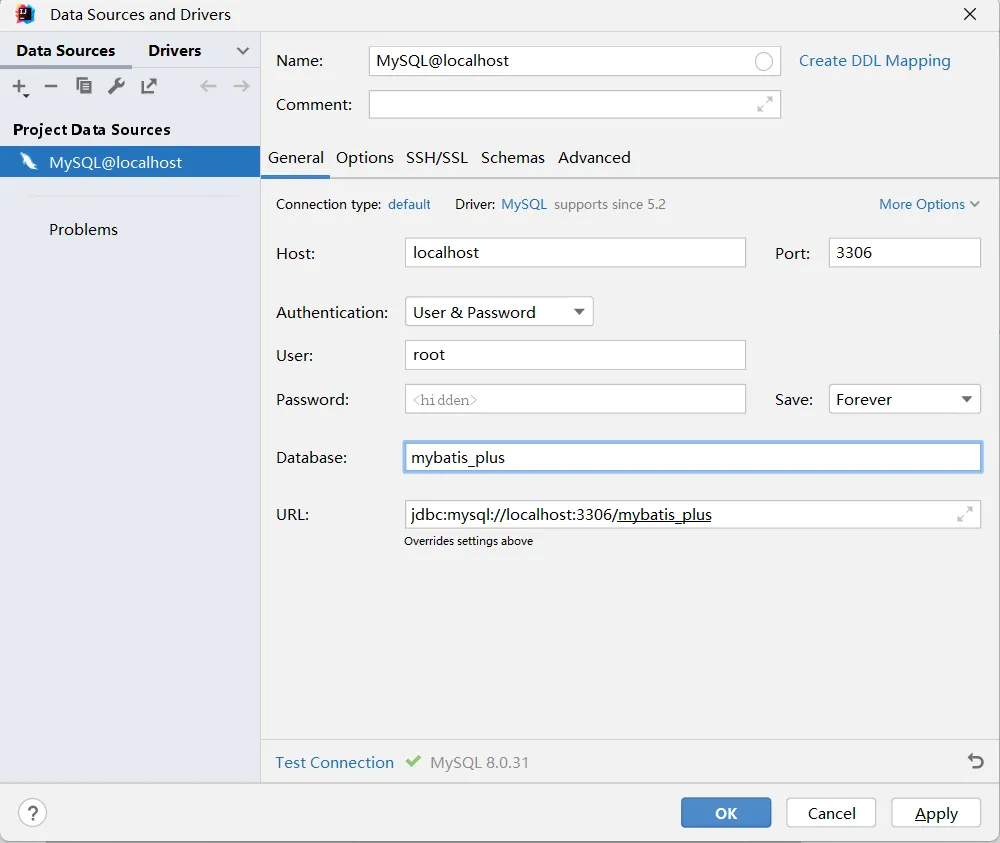 Data Sources and Drivers
Data Sources Drivers
Project Data Sources
MySQL@localhost
Problems
Name: MySQL@localhost Create DDL Mapping
Comment:
General Options SSH/SSL Schemas Advanced
Connection type: default Driver: MySQL supports since 5.2 More Options
Host: localhost Port: 3306
Authentication: User & Password
User: root
Password: <hidden> Save: Forever
Database: mybatis_plus
URL: jdbc:mysql://localhost:3306/mybatis_plus
Overrides settings above
Test Connection MySQL 8.0.31
? OK Cancel Apply